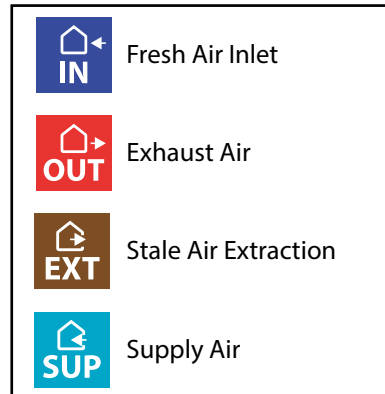 IN
Fresh Air Inlet
OUT
Exhaust Air
EXT
Stale Air Extraction
SUP
Supply Air